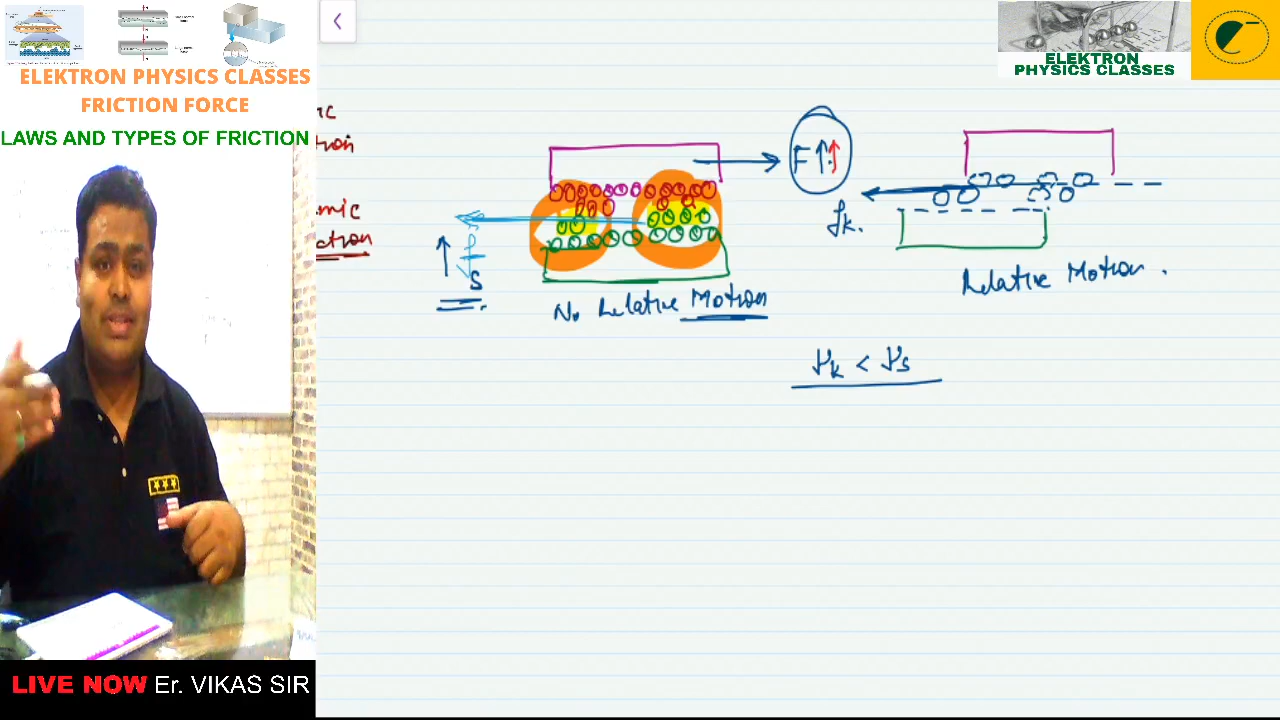 ELEKTRON PHYSICS CLASSES
FRICTION FORCE
LAWS AND TYPES OF FRICTION
LIVE NOW Er. VIKAS SIR
ELEKTRON
PHYSICS CLASSES
F
fs
No Relative Motion
fk.
Relative Motion.
μk < μs